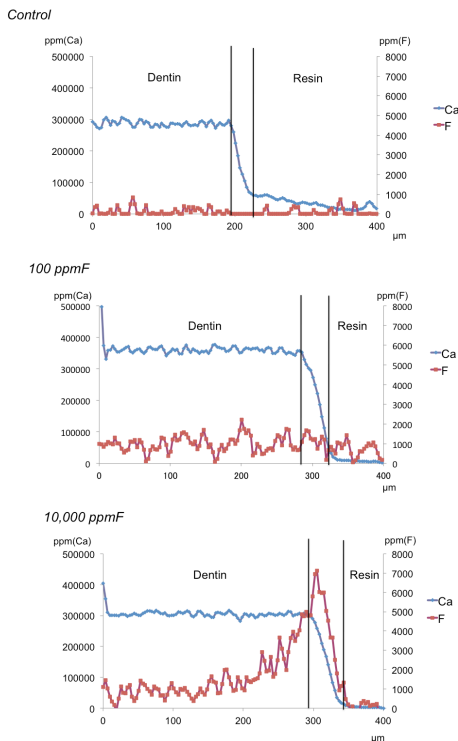 Control
ppm(Ca) ppm(F)
500000 8000
Dentin Resin
7000
400000 6000
300000 5000
Ca
4000
F
200000 3000
100000 2000
1000
0 0
0 100 200 300 400
µm
100 ppmF
ppm(Ca) ppm(F)
500000 8000
Dentin Resin
7000
400000 6000
300000 5000
Ca
4000
F
200000 3000
100000 2000
1000
0 0
0 100 200 300 400
µm
10,000 ppmF
ppm(Ca) ppm(F)
500000 8000
Dentin Resin
7000
400000 6000
300000 5000
Ca
4000
F
200000 3000
100000 2000
1000
0 0
0 100 200 300 400
µm